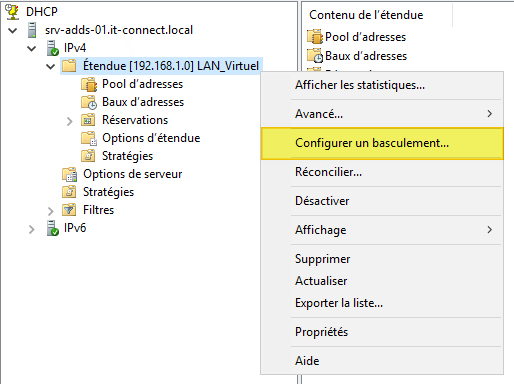 DHCP
srv-adds-01.it-connect.local
IPv4
Étendue [192.168.1.0] LAN_Virtuel
Pool d'adresses
Baux d'adresses
Réservations
Options d'étendue
Stratégies
Options de serveur
Stratégies
Filtres
IPv6
Contenu de l'étendue
Pool d'adresses
Baux d'adresses
Afficher les statistiques...
Avancé...
Configurer un basculement...
Réconcilier...
Désactiver
Affichage
Supprimer
Actualiser
Exporter la liste...
Propriétés
Aide